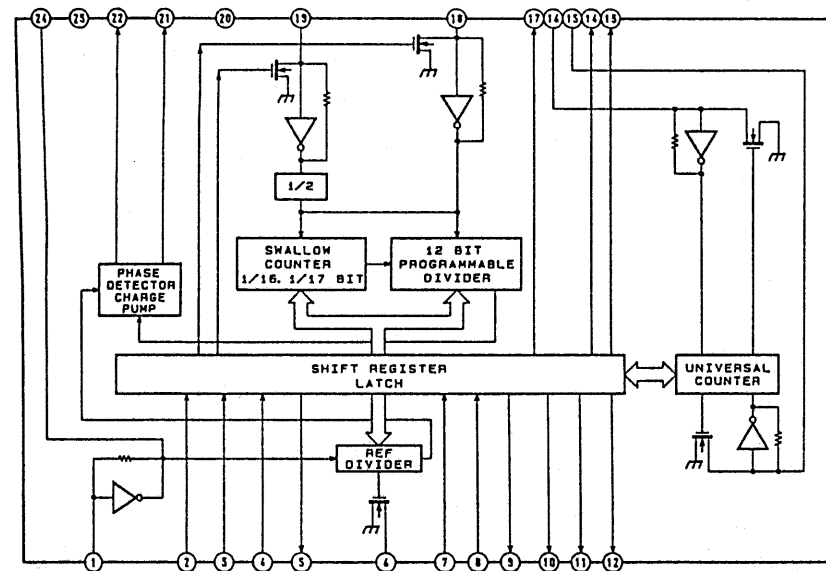 24 23 22 21 20 19 18 17 16 15 14 13
1/2
SWALLOW
COUNTER
1/16. 1/17 BIT
12 BIT
PROGRAMMABLE
DIVIDER
PHASE
DETECTOR
CHARGE
PUMP
SHIFT REGISTER
LATCH
UNIVERSAL
COUNTER
REF
DIVIDER
1 2 3 4 5 6 7 8 9 10 11 12